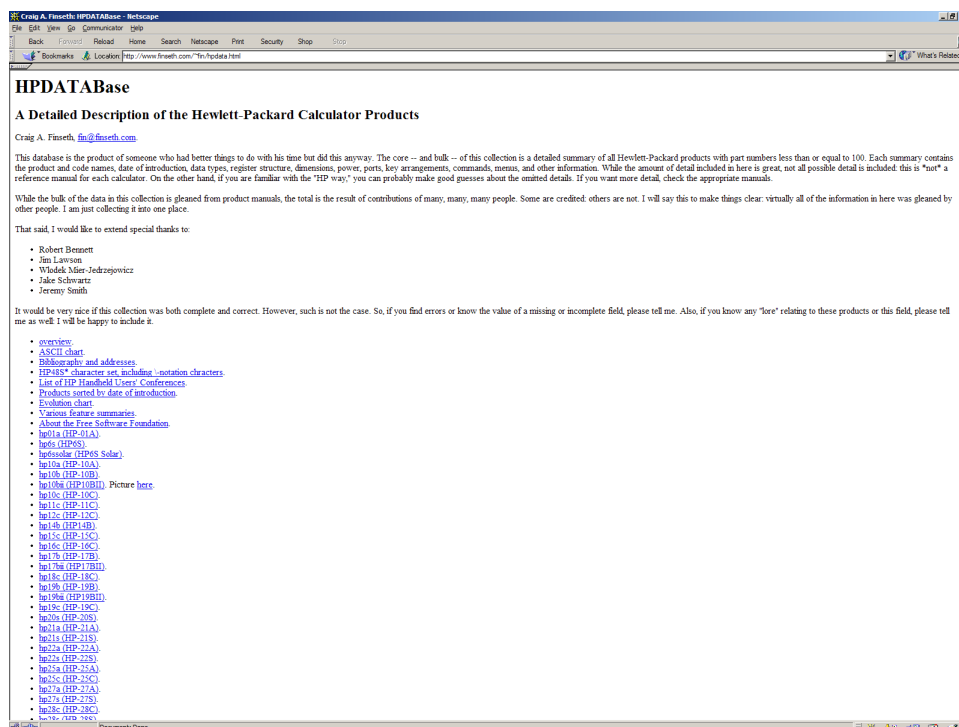 Craig A. Finseth: HPDATABase - Netscape
File Edit View Go Communicator Help
Back Forward Reload Home Search Netscape Print Security Shop Stop
Bookmarks Location: http://www.finseth.com/~fin/hpdata.html What's Related
HPDATABase
A Detailed Description of the Hewlett-Packard Calculator Products
Craig A. Finseth, fin@finseth.com.
This database is the product of someone who had better things to do with his time but did this anyway. The core -- and bulk -- of this collection is a detailed summary of all Hewlett-Packard products with part numbers less than or equal to 100. Each summary contains
the product and code names, date of introduction, data types, register structure, dimensions, power, ports, key arrangements, commands, menus, and other information. While the amount of detail included in here is great, not all possible detail is included: this is *not* a
reference manual for each calculator. On the other hand, if you are familiar with the "HP way," you can probably make good guesses about the omitted details. If you want more detail, check the appropriate manuals.
While the bulk of the data in this collection is gleaned from product manuals, the total is the result of contributions of many, many, many people. Some are credited: others are not. I will say this to make things clear: virtually all of the information in here was gleaned by
other people. I am just collecting it into one place.
That said, I would like to extend special thanks to:
• Robert Bennett
• Jim Lawson
• Wlodek Mier-Jedrzejowicz
• Jake Schwartz
• Jeremy Smith
It would be very nice if this collection was both complete and correct. However, such is not the case. So, if you find errors or know the value of a missing or incomplete field, please tell me. Also, if you know any "lore" relating to these products or this field, please tell
me as well: I will be happy to include it.
• overview.
• ASCII chart.
• Bibliography and addresses.
• HP48S* character set, including \-notation chracters.
• List of HP Handheld Users' Conferences.
• Products sorted by date of introduction.
• Evolution chart.
• Various feature summaries.
• About the Free Software Foundation.
• hp01a (HP-01A).
• hp6s (HP6S).
• hp6ssolar (HP6S Solar).
• hp10a (HP-10A).
• hp10b (HP-10B).
• hp10bii (HP10BII). Picture here.
• hp10c (HP-10C).
• hp11c (HP-11C).
• hp12c (HP-12C).
• hp14b (HP14B).
• hp15c (HP-15C).
• hp16c (HP-16C).
• hp17b (HP-17B).
• hp17bii (HP17BII).
• hp18c (HP-18C).
• hp19b (HP-19B).
• hp19bii (HP19BII).
• hp19c (HP-19C).
• hp20s (HP-20S).
• hp21a (HP-21A).
• hp21s (HP-21S).
• hp22a (HP-22A).
• hp22s (HP-22S).
• hp25a (HP-25A).
• hp25c (HP-25C).
• hp27a (HP-27A).
• hp27s (HP-27S).
• hp28c (HP-28C).
• hp28s (HP-28S).
Document: Done